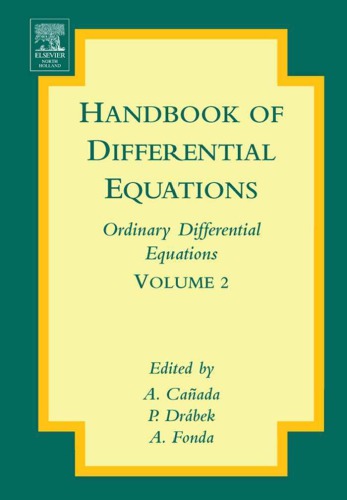 ELSEVIER
NORTH
HOLLAND
HANDBOOK OF
DIFFERENTIAL
EQUATIONS
Ordinary Differential
Equations
VOLUME 2
Edited by
A. Cañada
P. Drábek
A. Fonda